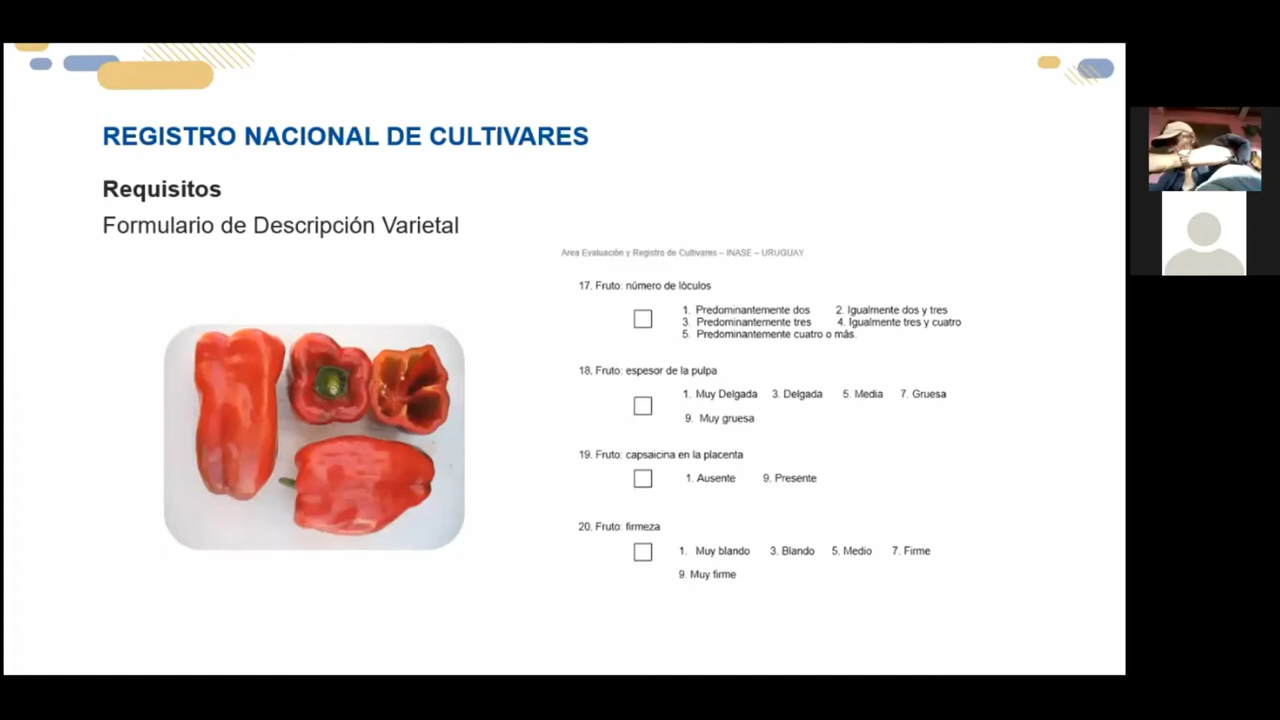 REGISTRO NACIONAL DE CULTIVARES
Requisitos
Formulario de Descripción Varietal
Area Evaluación y Registro de Cultivares – INASE – URUGUAY
17. Fruto: número de lóculos
1. Predominantemente dos 2. Igualmente dos y tres
3. Predominantemente tres 4. Igualmente tres y cuatro
5. Predominantemente cuatro o más.
18. Fruto: espesor de la pulpa
1. Muy Delgada 3. Delgada 5. Media 7. Gruesa
9. Muy gruesa
19. Fruto: capsaicina en la placenta
1. Ausente 9. Presente
20. Fruto: firmeza
1. Muy blando 3. Blando 5. Medio 7. Firme
9. Muy firme